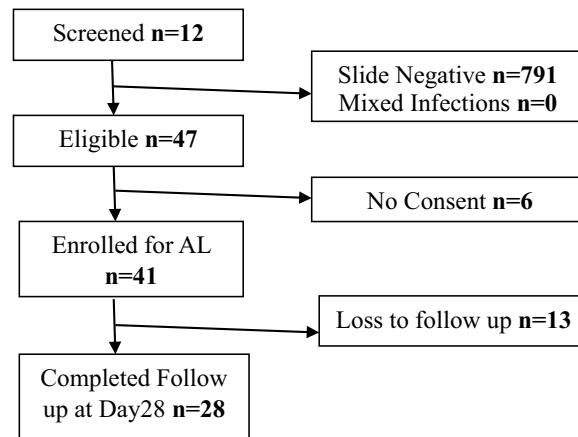 Screened n=12
Slide Negative n=791
Mixed Infections n=0
Eligible n=47
No Consent n=6
Enrolled for AL
n=41
Loss to follow up n=13
Completed Follow
up at Day28 n=28